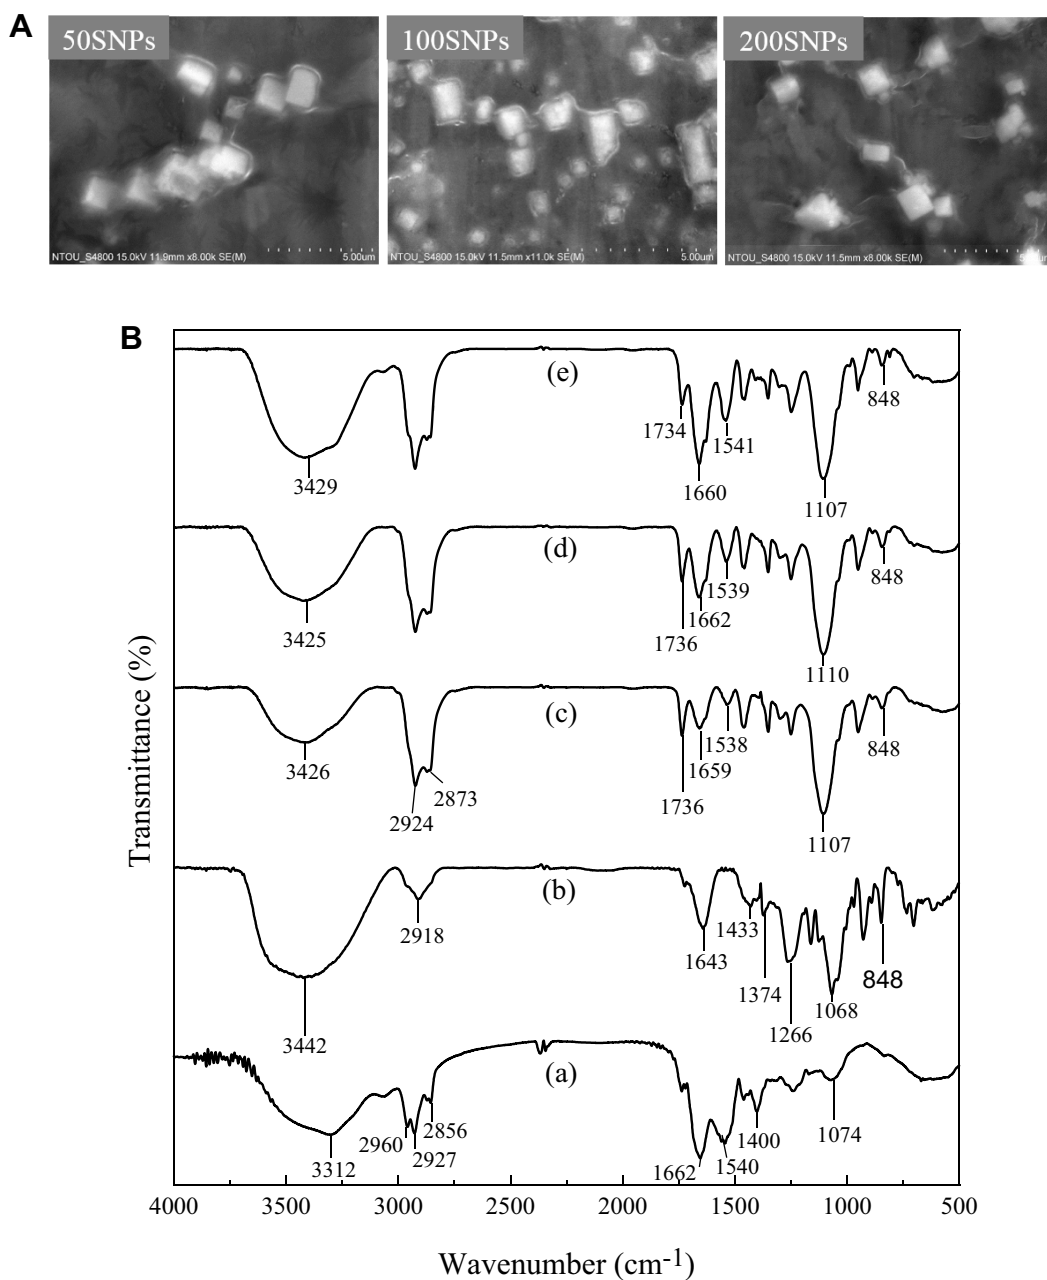 A
50SNPs
100SNPs
200SNPs
NTOU_S4800 15.0kV 11.9mm x8.00k SE(M)
5.00um
NTOU_S4800 15.0kV 11.5mm x11.0k SE(M)
5.00um
NTOU_S4800 15.0kV 11.5mm x8.00k SE(M)
B
(e)
3429
1734
1660
1541
1107
848
(d)
3425
1736
1662
1539
1110
848
(c)
3426
2924
2873
1736
1659
1538
1107
848
(b)
3442
2918
1643
1433
1374
1266
1068
848
(a)
3312
2960
2927
2856
1662
1540
1400
1074
Transmittance (%)
4000 3500 3000 2500 2000 1500 1000 500
Wavenumber (cm-1)